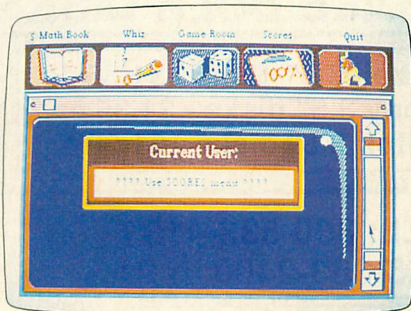 Math Book Whiz Game Room Scores Quit
Current User:
???? Use SCORES menu ????